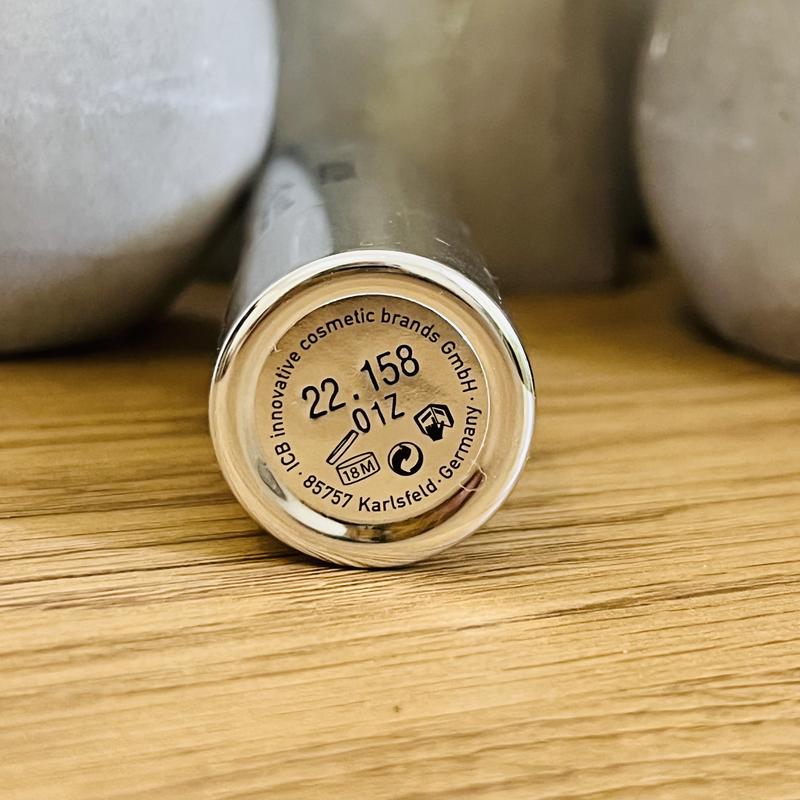 ICB innovative cosmetic brands GmbH ·
85757 Karlsfeld · Germany ·
22.158
01Z
18M